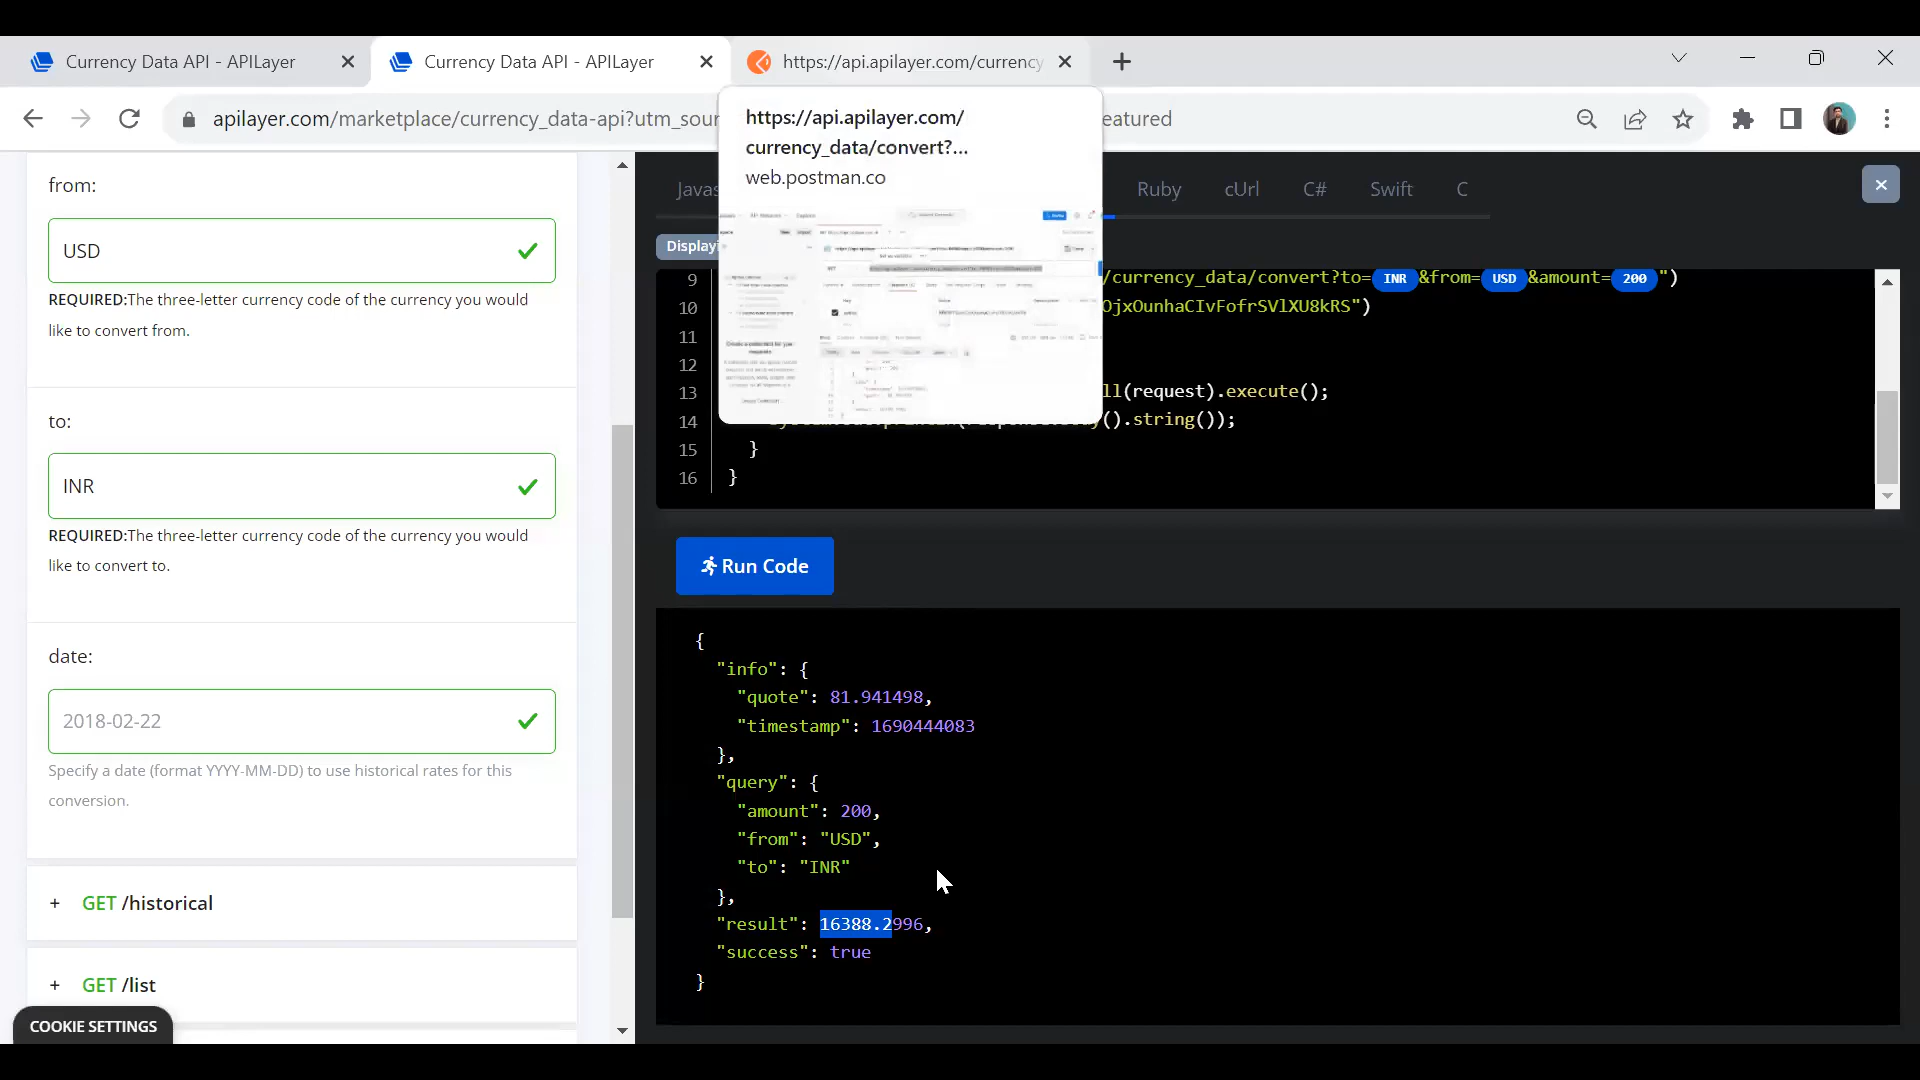 Currency Data API - APILayer
Currency Data API - APILayer
https://api.apilayer.com/currency
apilayer.com/marketplace/currency_data-api?utm_sour
eatured
https://api.apilayer.com/
currency_data/convert?...
web.postman.co
from:
USD
REQUIRED:The three-letter currency code of the currency you would
like to convert from.
to:
INR
REQUIRED:The three-letter currency code of the currency you would
like to convert to.
date:
2018-02-22
Specify a date (format YYYY-MM-DD) to use historical rates for this
conversion.
+ GET /historical
+ GET /list
COOKIE SETTINGS
Javas
Ruby
cUrl
C#
Swift
C
Displayi
9 /currency_data/convert?to= INR &from= USD &amount= 200 ")
10 OjxOunhaCIvFofrSVlXU8kRS")
11
12
13 ll(request).execute();
14 ().string());
15 }
16 }
Run Code
{
"info": {
"quote": 81.941498,
"timestamp": 1690444083
},
"query": {
"amount": 200,
"from": "USD",
"to": "INR"
},
"result": 16388.2996,
"success": true
}